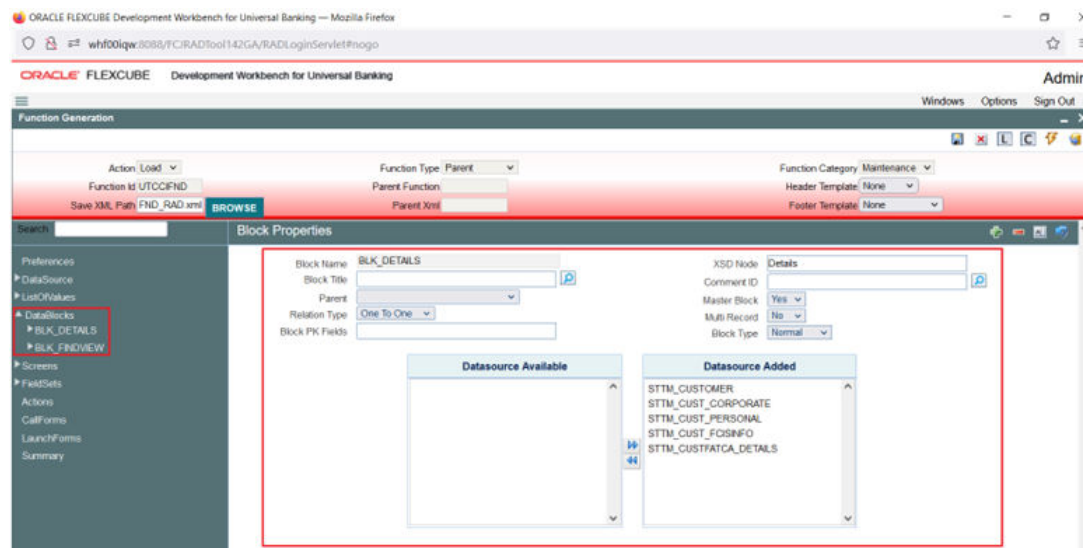 ORACLE FLEXCUBE Development Workbench for Universal Banking — Mozilla Firefox
whf00iqw:8088/FC/RADTool142GA/RADLoginServlet#nogo
ORACLE FLEXCUBE Development Workbench for Universal Banking
Admin
Windows Options Sign Out
Function Generation
L C
Action Load Function Type Parent Function Category Maintenance
Function Id UTCCIFND Parent Function Header Template None
Save XML Path FND_RAD.xml BROWSE Parent Xml Footer Template None
Search Block Properties
Preferences
DataSource
ListOfValues
DataBlocks
BLK_DETAILS
BLK_FINDVIEW
Screens
FieldSets
Actions
CallForms
LaunchForms
Summary
Block Name BLK_DETAILS XSD Node Details
Block Title Comment ID
Parent Master Block Yes
Relation Type One To One Multi Record No
Block PK Fields Block Type Normal
Datasource Available Datasource Added
STTM_CUSTOMER
STTM_CUST_CORPORATE
STTM_CUST_PERSONAL
STTM_CUST_FCISINFO
STTM_CUSTFATCA_DETAILS